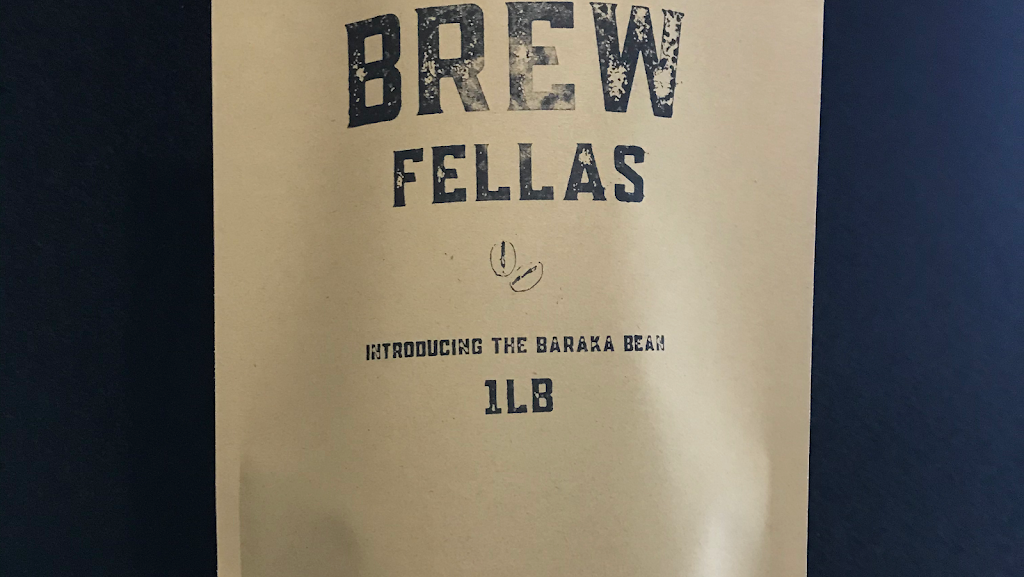 BREW
FELLAS
INTRODUCING THE BARAKA BEAN
1LB